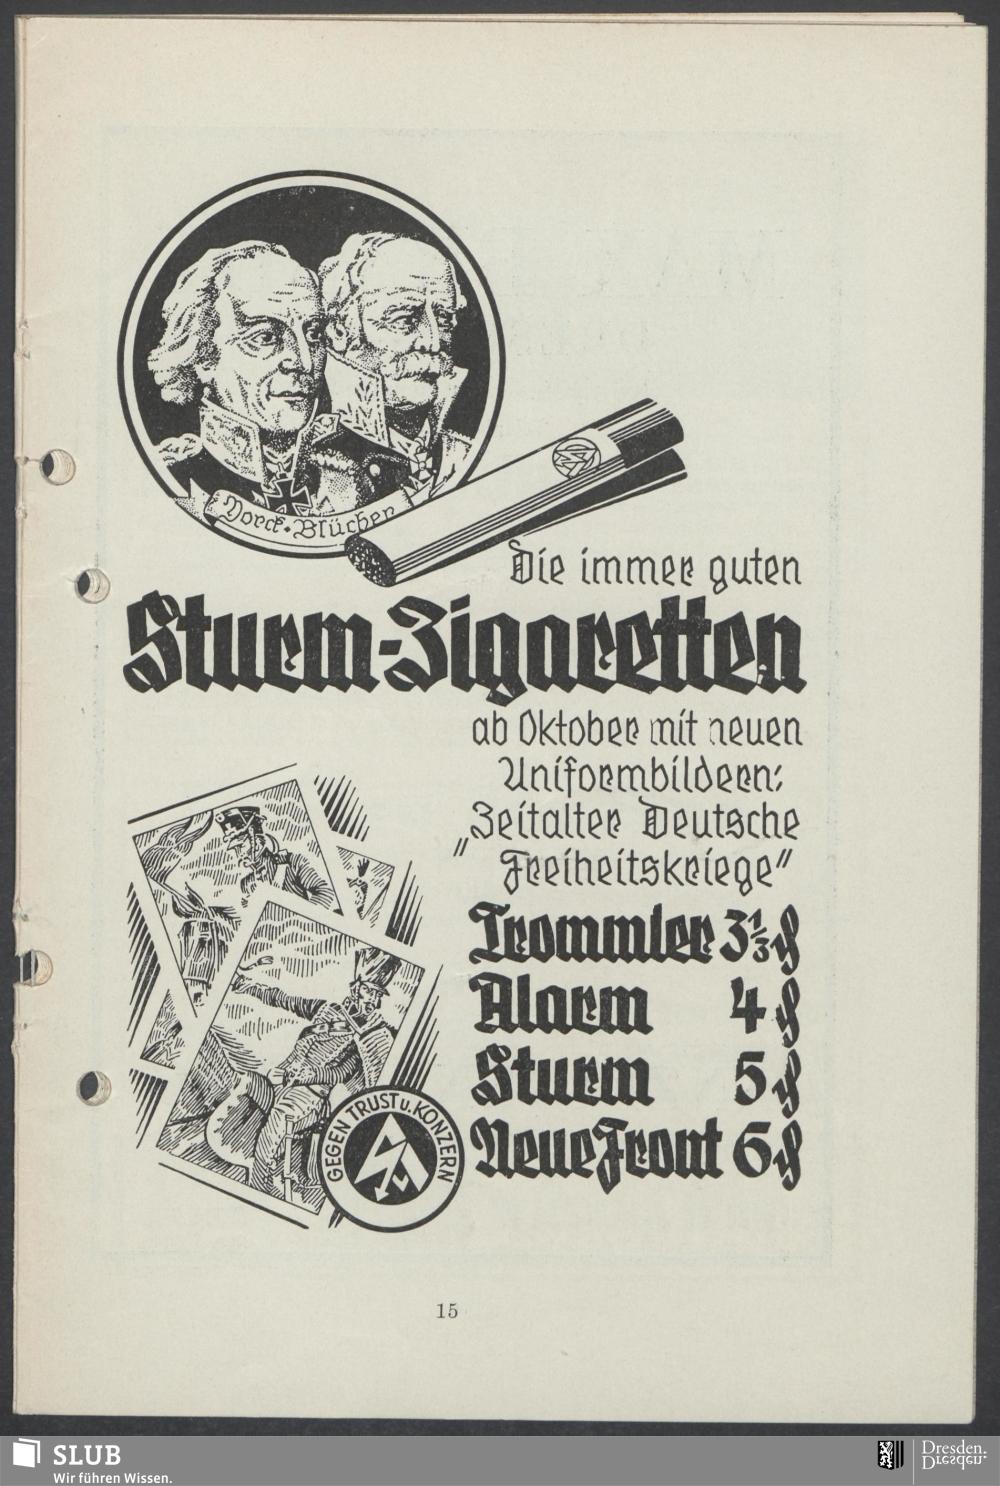 Yorck • Blücher
Die immer guten
Sturm-Zigaretten
ab Oktober mit neuen
Uniformbildern:
„Zeitalter Deutsche
Freiheitskriege"
Trommler 3⅓ ₰
Alarm 4 ₰
Sturm 5 ₰
Neue Front 6 ₰
GEGEN TRUST u. KONZERN
15
SLUB
Wir führen Wissen.
Dresden.
Dresden.